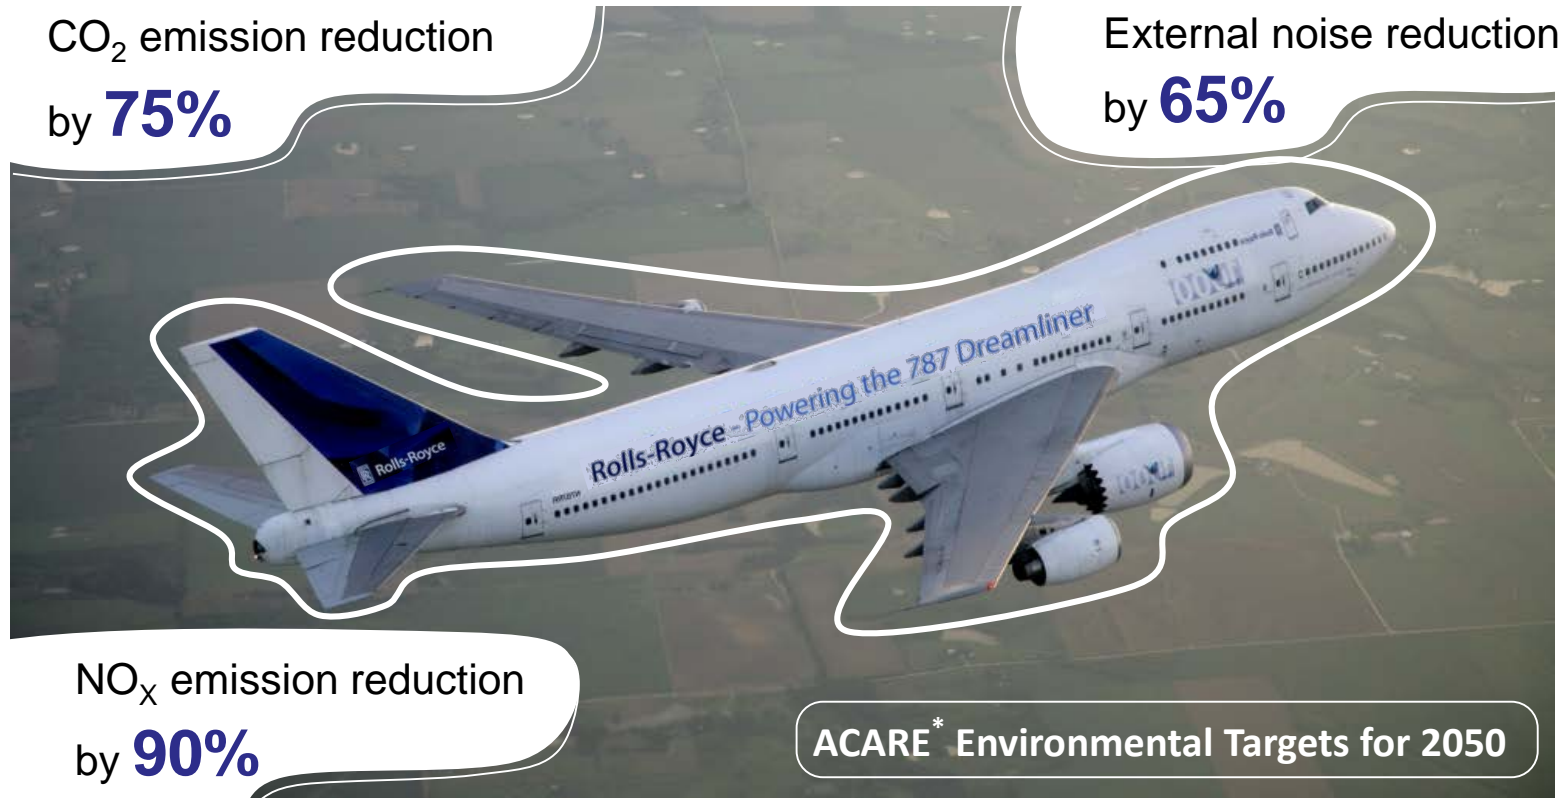 CO₂ emission reduction
by 75%
External noise reduction
by 65%
Rolls-Royce - Powering the 787 Dreamliner
Rolls-Royce
NOX emission reduction
by 90%
ACARE* Environmental Targets for 2050